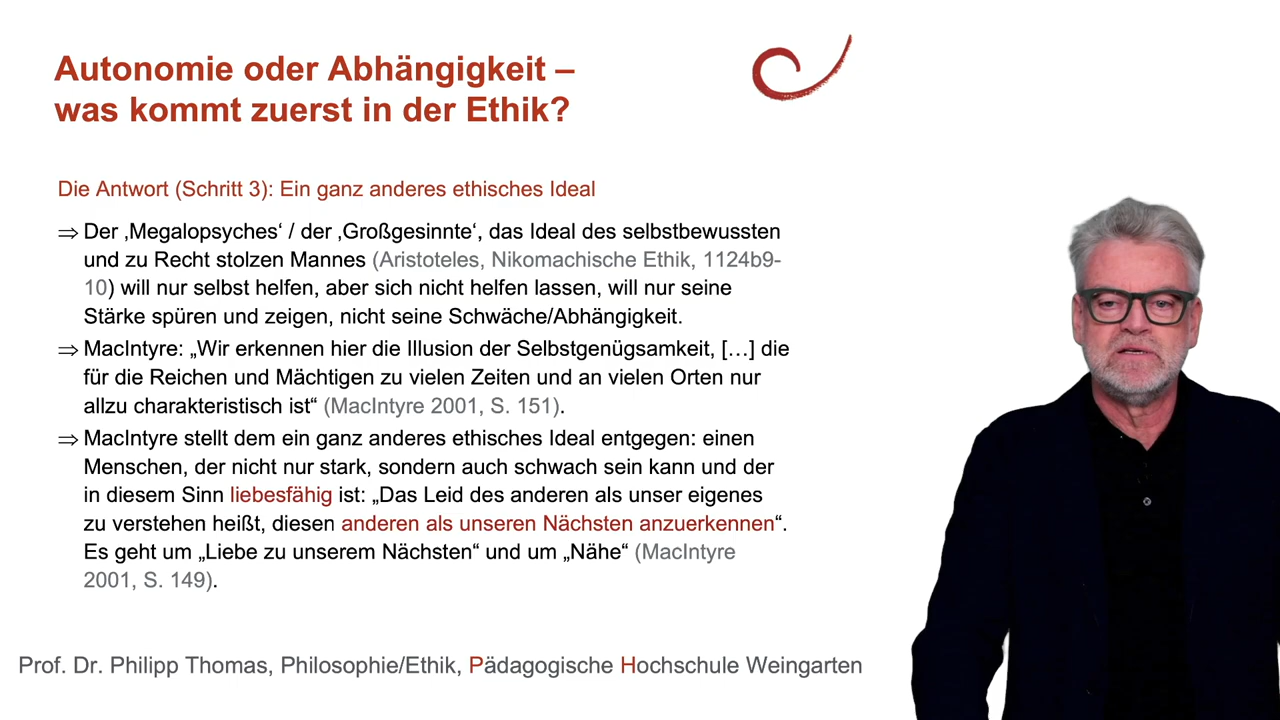 Autonomie oder Abhängigkeit –
was kommt zuerst in der Ethik?
Die Antwort (Schritt 3): Ein ganz anderes ethisches Ideal
⇒ Der ‚Megalopsyches‘ / der ‚Großgesinnte‘, das Ideal des selbstbewussten
und zu Recht stolzen Mannes (Aristoteles, Nikomachische Ethik, 1124b9-
10) will nur selbst helfen, aber sich nicht helfen lassen, will nur seine
Stärke spüren und zeigen, nicht seine Schwäche/Abhängigkeit.
⇒ MacIntyre: „Wir erkennen hier die Illusion der Selbstgenügsamkeit, […] die
für die Reichen und Mächtigen zu vielen Zeiten und an vielen Orten nur
allzu charakteristisch ist“ (MacIntyre 2001, S. 151).
⇒ MacIntyre stellt dem ein ganz anderes ethisches Ideal entgegen: einen
Menschen, der nicht nur stark, sondern auch schwach sein kann und der
in diesem Sinn liebesfähig ist: „Das Leid des anderen als unser eigenes
zu verstehen heißt, diesen anderen als unseren Nächsten anzuerkennen“.
Es geht um „Liebe zu unserem Nächsten“ und um „Nähe“ (MacIntyre
2001, S. 149).
Prof. Dr. Philipp Thomas, Philosophie/Ethik, Pädagogische Hochschule Weingarten